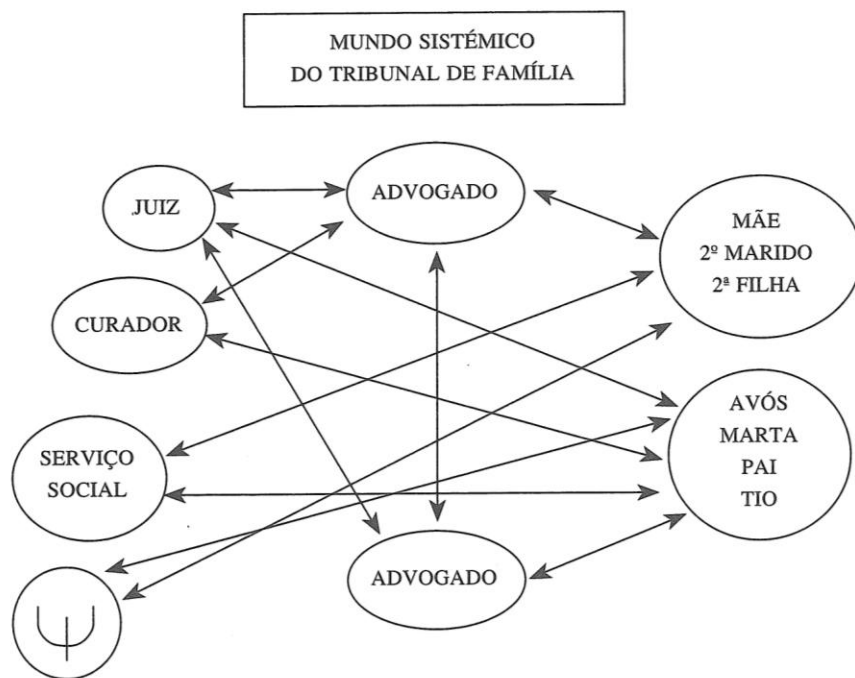 MUNDO SISTÉMICO
DO TRIBUNAL DE FAMÍLIA
JUIZ
ADVOGADO
MÃE
2º MARIDO
2ª FILHA
CURADOR
AVÓS
MARTA
PAI
TIO
SERVIÇO
SOCIAL
ADVOGADO
Ψ